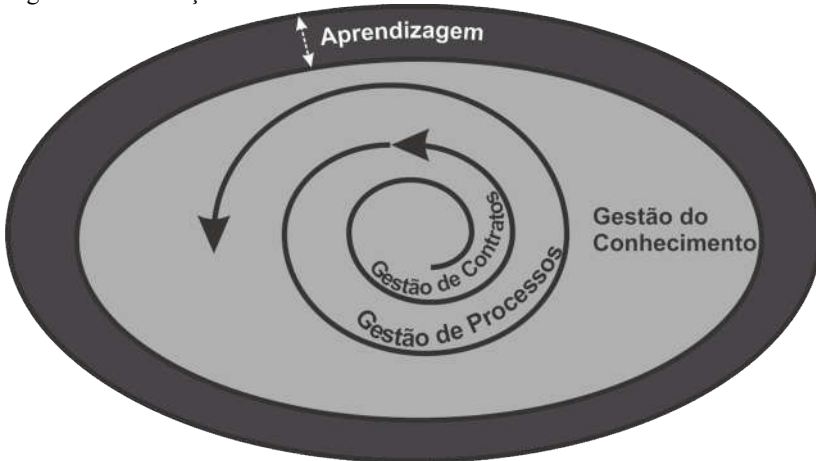 Aprendizagem
Gestão do
Conhecimento
Gestão de Contratos
Gestão de Processos